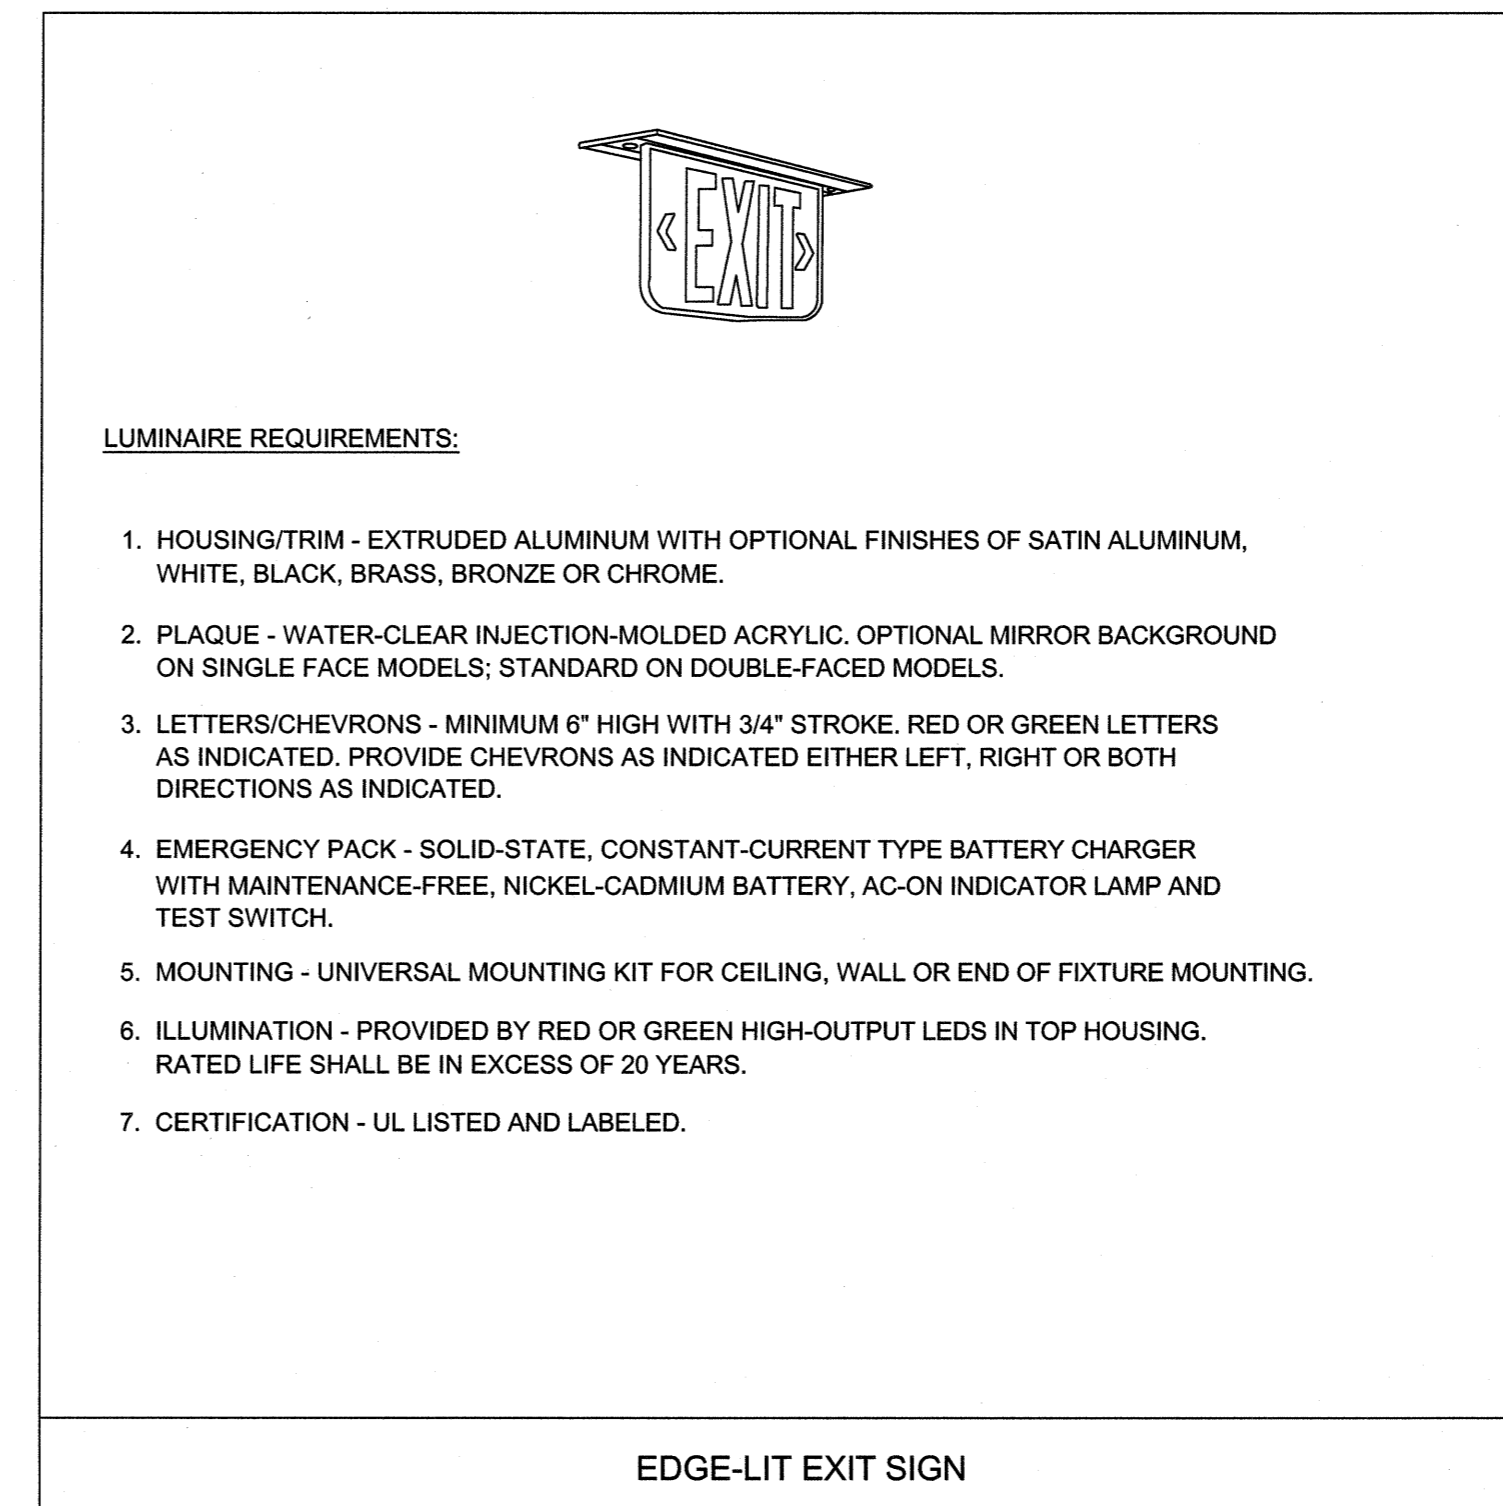 EXIT
LUMINAIRE REQUIREMENTS:
1. HOUSING/TRIM - EXTRUDED ALUMINUM WITH OPTIONAL FINISHES OF SATIN ALUMINUM,
WHITE, BLACK, BRASS, BRONZE OR CHROME.
2. PLAQUE - WATER-CLEAR INJECTION-MOLDED ACRYLIC. OPTIONAL MIRROR BACKGROUND
ON SINGLE FACE MODELS; STANDARD ON DOUBLE-FACED MODELS.
3. LETTERS/CHEVRONS - MINIMUM 6" HIGH WITH 3/4" STROKE. RED OR GREEN LETTERS
AS INDICATED. PROVIDE CHEVRONS AS INDICATED EITHER LEFT, RIGHT OR BOTH
DIRECTIONS AS INDICATED.
4. EMERGENCY PACK - SOLID-STATE, CONSTANT-CURRENT TYPE BATTERY CHARGER
WITH MAINTENANCE-FREE, NICKEL-CADMIUM BATTERY, AC-ON INDICATOR LAMP AND
TEST SWITCH.
5. MOUNTING - UNIVERSAL MOUNTING KIT FOR CEILING, WALL OR END OF FIXTURE MOUNTING.
6. ILLUMINATION - PROVIDED BY RED OR GREEN HIGH-OUTPUT LEDS IN TOP HOUSING.
RATED LIFE SHALL BE IN EXCESS OF 20 YEARS.
7. CERTIFICATION - UL LISTED AND LABELED.
EDGE-LIT EXIT SIGN